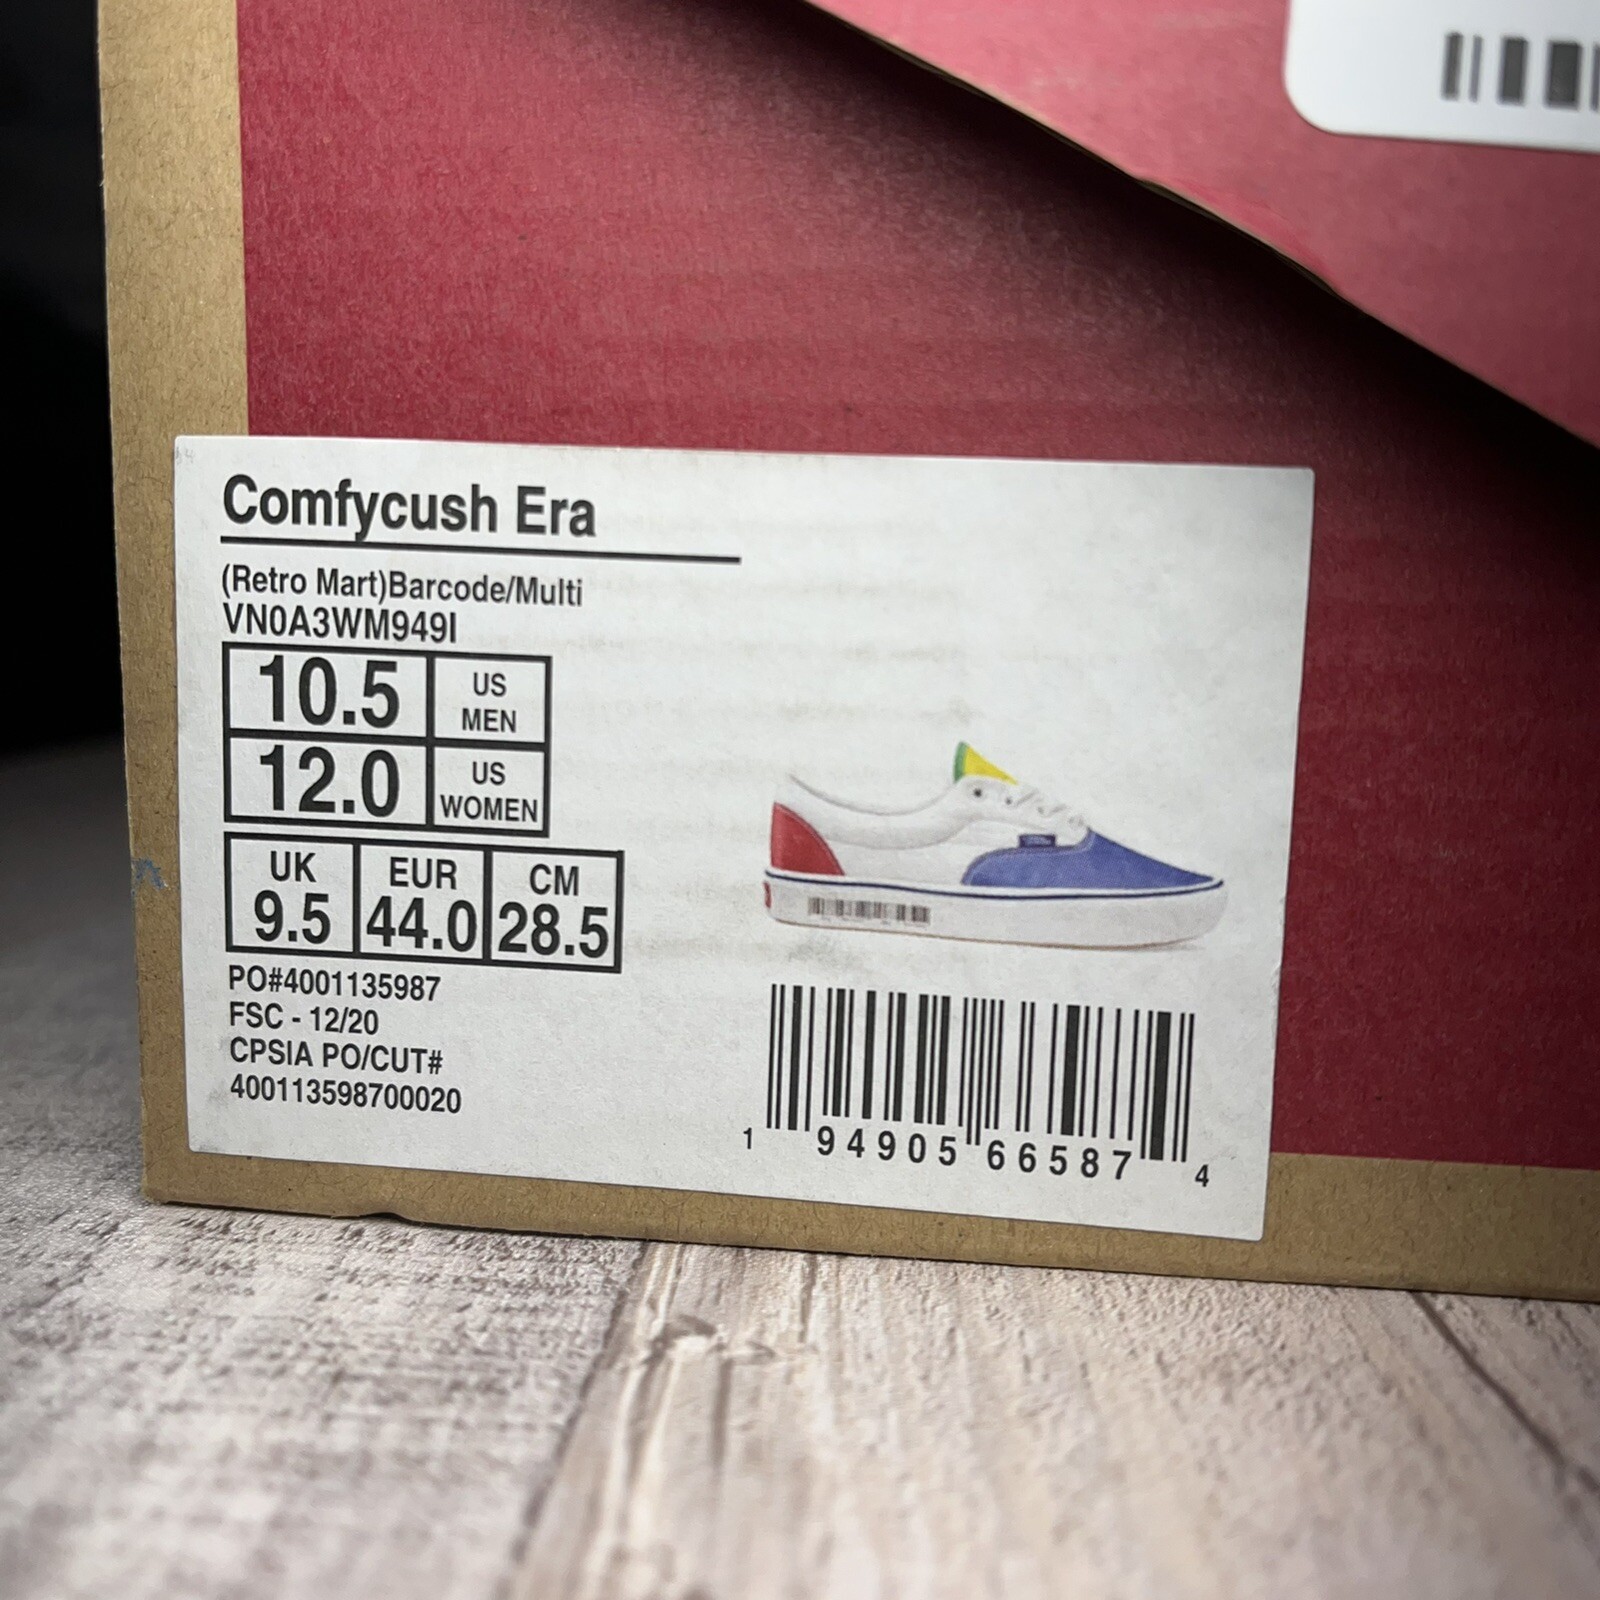 Comfycush Era
(Retro Mart)Barcode/Multi
VN0A3WM949I
10.5 US MEN
12.0 US WOMEN
UK EUR CM
9.5 44.0 28.5
PO#4001135987
FSC - 12/20
CPSIA PO/CUT#
400113598700020
1 94905 66587 4